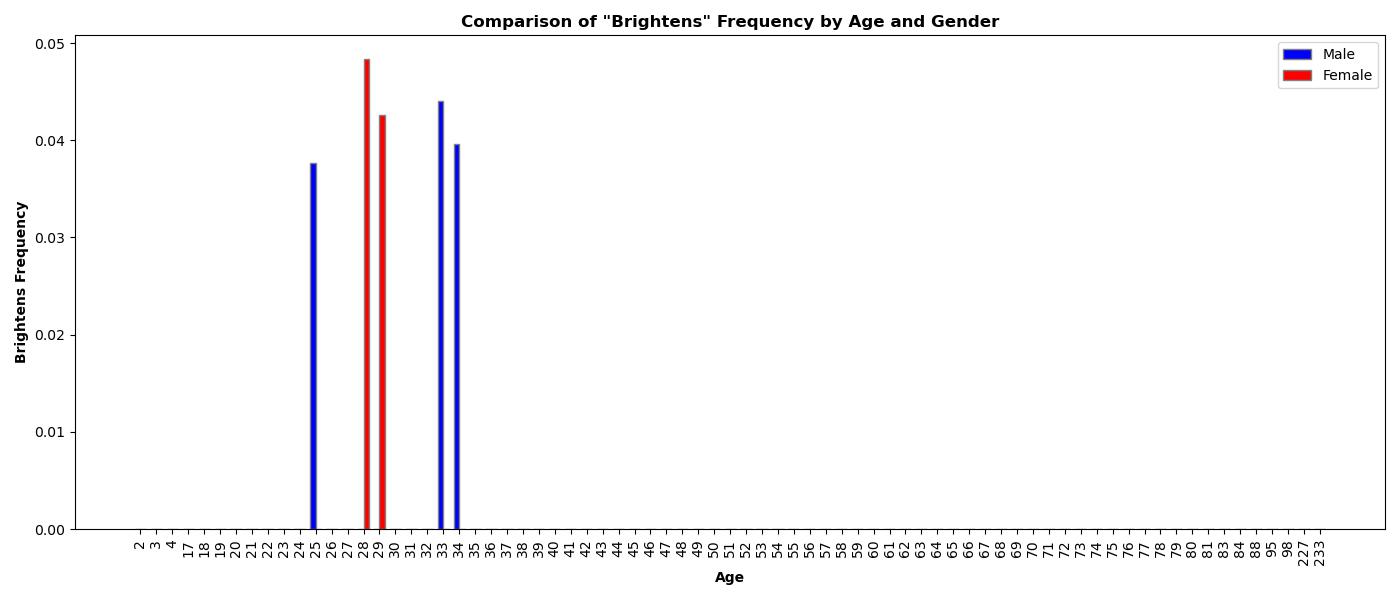 Comparison of "Brightens" Frequency by Age and Gender
Male
Female
Brightens Frequency
0.05
0.04
0.03
0.02
0.01
0.00
2 3 4 17 18 19 20 21 22 23 24 25 26 27 28 29 30 31 32 33 34 35 36 37 38 39 40 41 42 43 44 45 46 47 48 49 50 51 52 53 54 55 56 57 58 59 60 61 62 63 64 65 66 67 68 69 70 71 72 73 74 75 76 77 78 79 80 81 83 84 88 95 98 227 233
Age